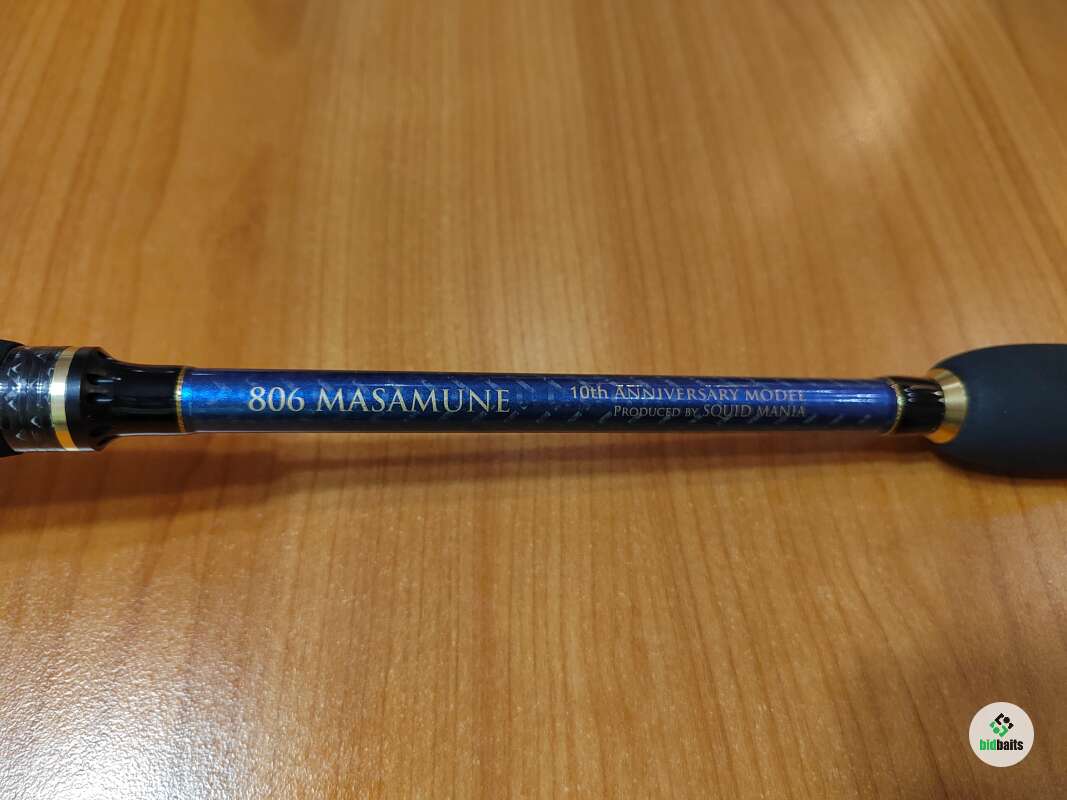 806 MASAMUNE
10th ANNIVERSARY MODEL
PRODUCED BY SQUID MANIA
bidbaits